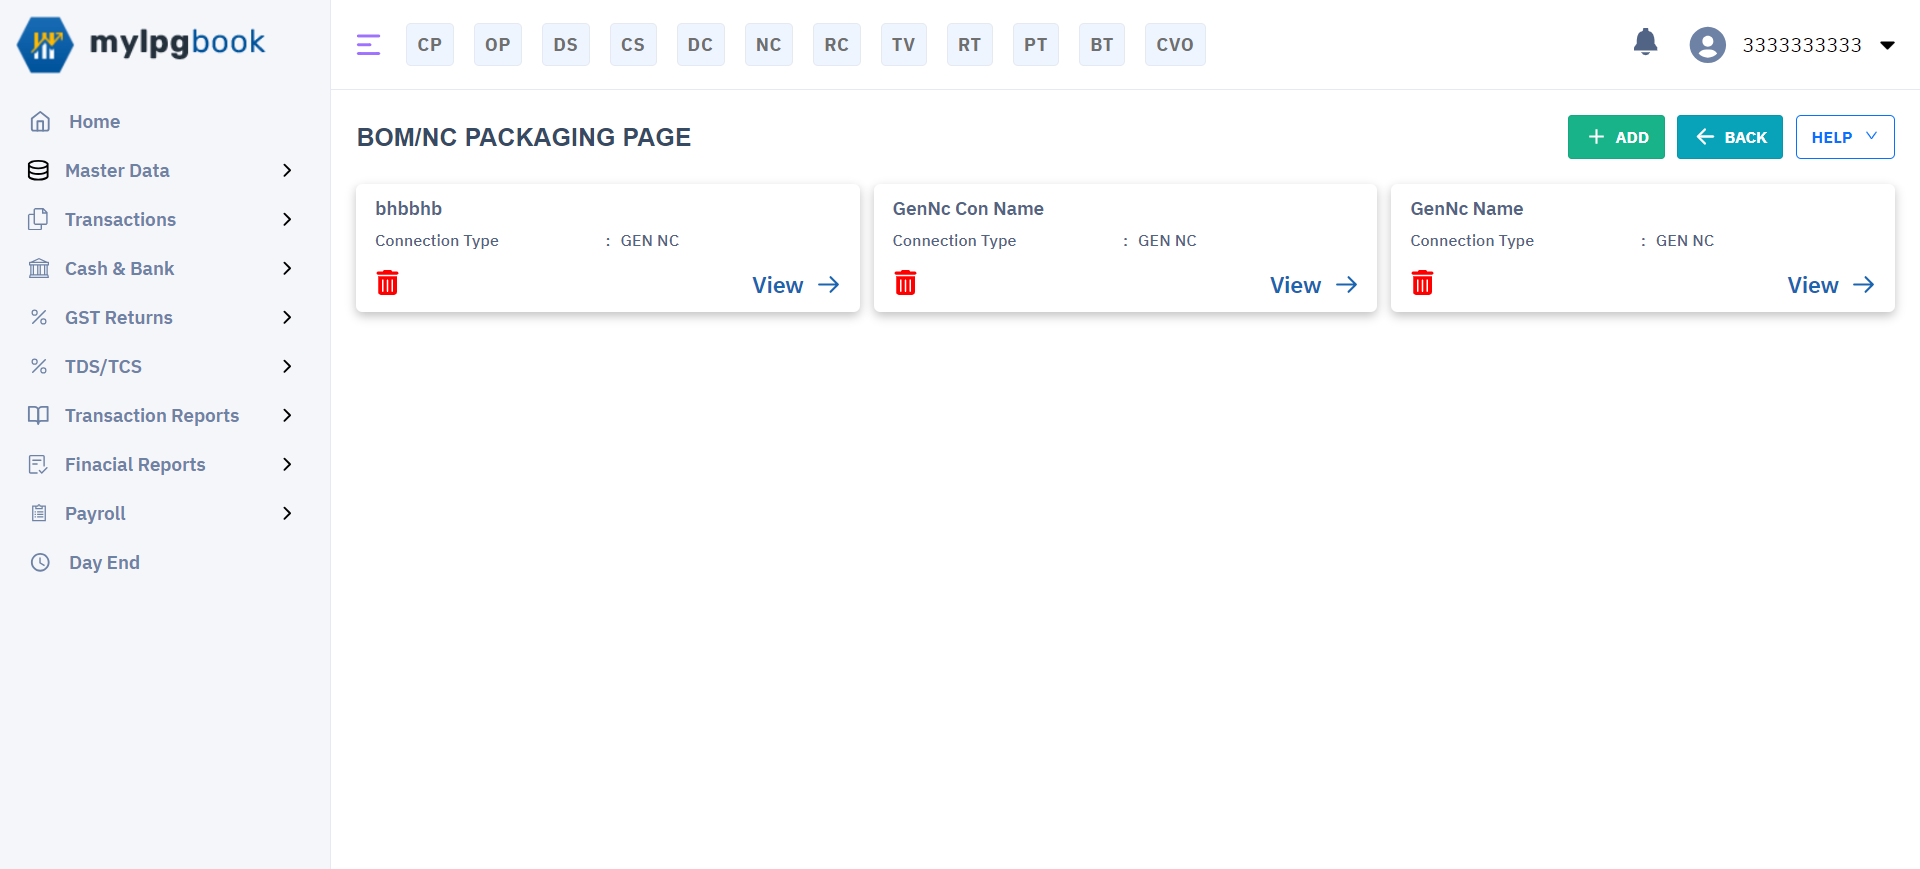 mylpgbook
CP OP DS CS DC NC RC TV RT PT BT CVO
3333333333
Home
Master Data
Transactions
Cash & Bank
GST Returns
TDS/TCS
Transaction Reports
Finacial Reports
Payroll
Day End
BOM/NC PACKAGING PAGE
ADD
BACK
HELP
bhbbhb
Connection Type : GEN NC
View
GenNc Con Name
Connection Type : GEN NC
View
GenNc Name
Connection Type : GEN NC
View